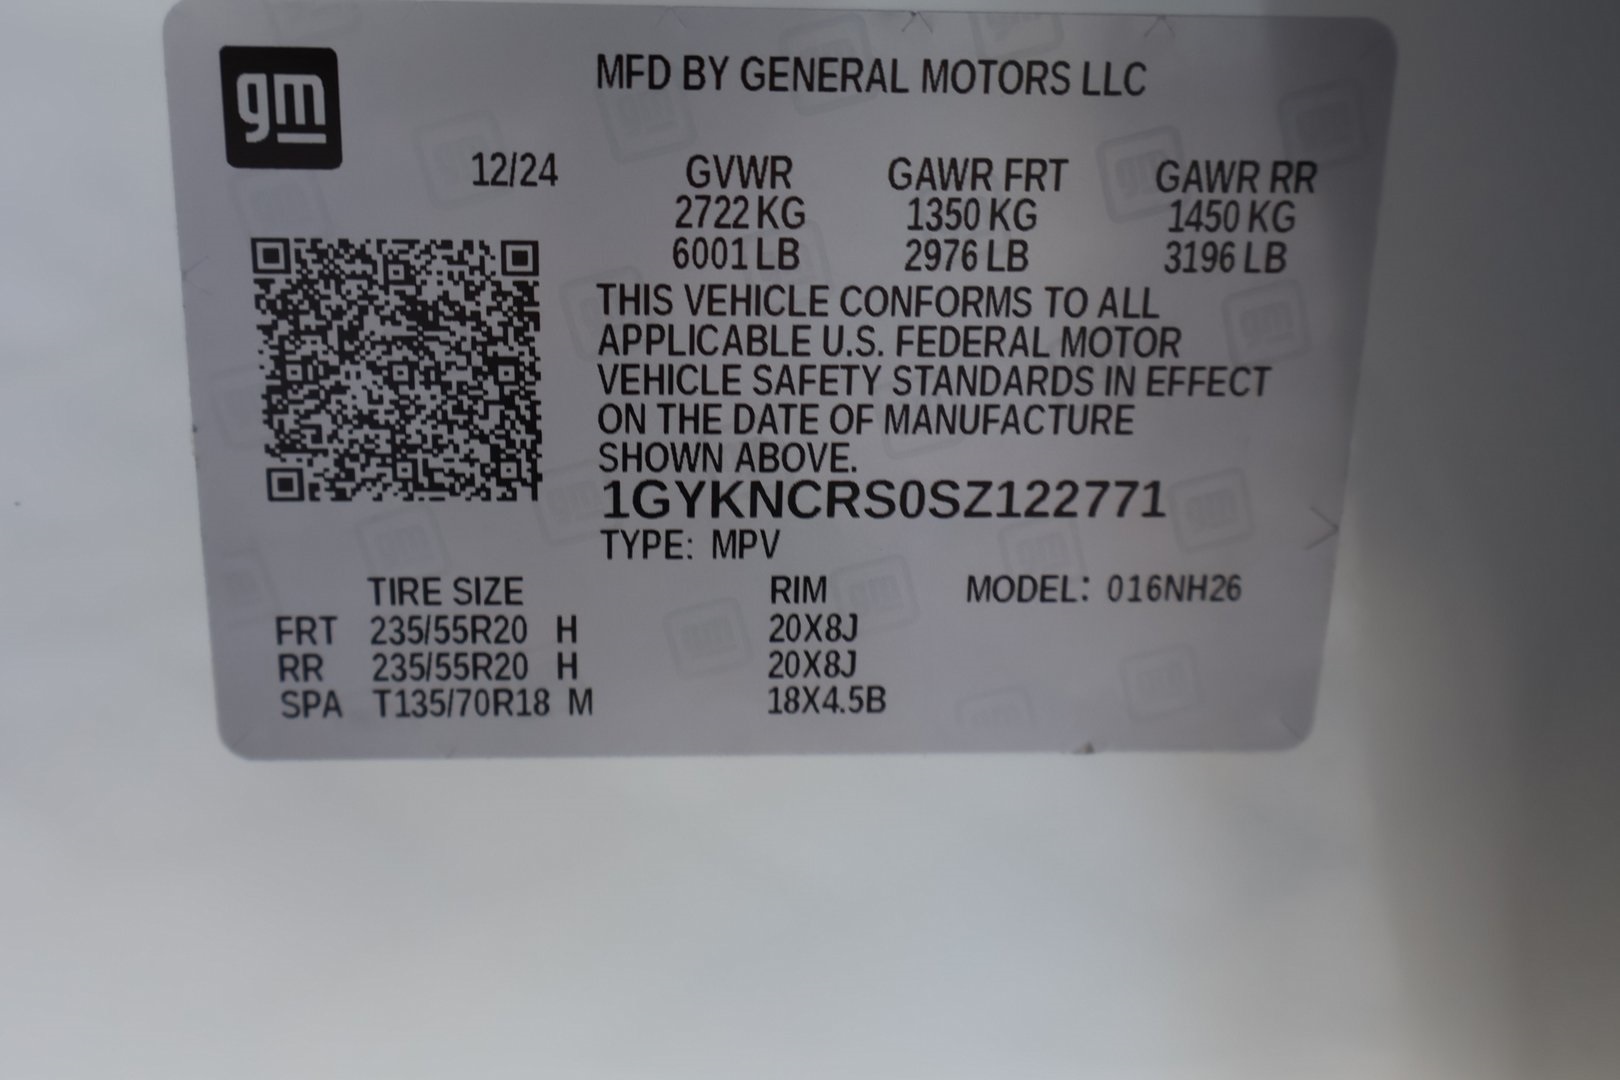 gm
MFD BY GENERAL MOTORS LLC
12/24 GVWR GAWR FRT GAWR RR
2722 KG 1350 KG 1450 KG
6001 LB 2976 LB 3196 LB
THIS VEHICLE CONFORMS TO ALL
APPLICABLE U.S. FEDERAL MOTOR
VEHICLE SAFETY STANDARDS IN EFFECT
ON THE DATE OF MANUFACTURE
SHOWN ABOVE.
1GYKNCRS0SZ122771
TYPE: MPV
TIRE SIZE RIM MODEL: 016NH26
FRT 235/55R20 H 20X8J
RR 235/55R20 H 20X8J
SPA T135/70R18 M 18X4.5B